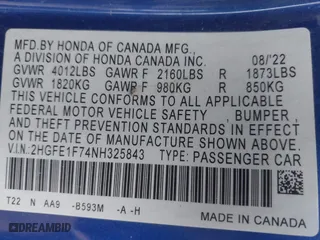 MFD.BY HONDA OF CANADA MFG.,
A DIVISION OF HONDA CANADA INC. 08/'22
GVWR 4012LBS GAWR F 2160LBS R 1873LBS
GVWR 1820KG GAWR F 980KG R 850KG
THIS VEHICLE CONFORMS TO ALL APPLICABLE
FEDERAL MOTOR VEHICLE SAFETY , BUMPER ,
AND THEFT PREVENTION STANDARDS IN EFFECT
ON THE DATE OF MANUFACTURE SHOWN ABOVE.
V.I.N:2HGFE1F74NH325843 TYPE:PASSENGER CAR
T22 N AA9 -B593M -A -H
MADE IN CANADA